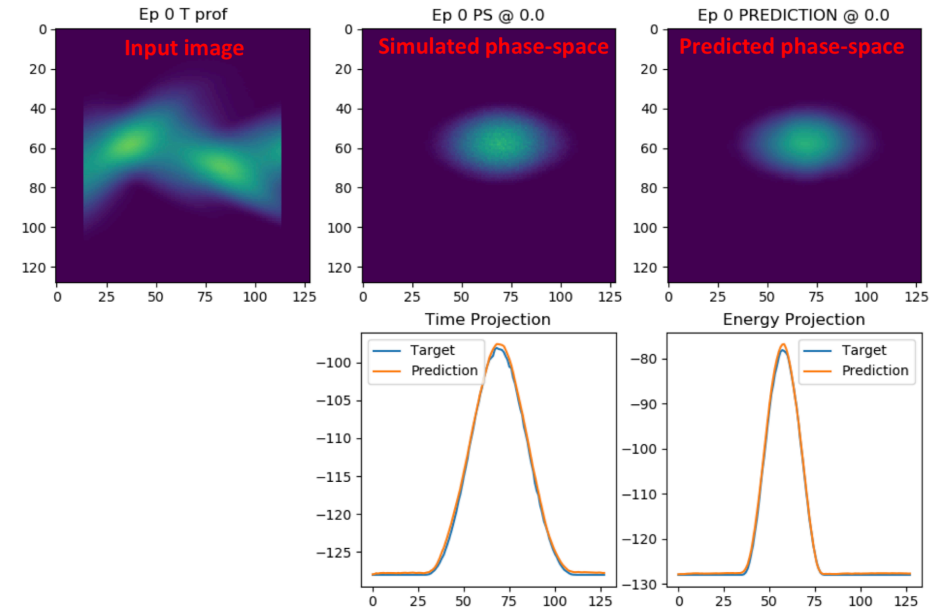 Ep 0 T prof
Ep 0 PS @ 0.0
Ep 0 PREDICTION @ 0.0
Input image
Simulated phase-space
Predicted phase-space
0
20
40
60
80
100
120
0 25 50 75 100 125
0
20
40
60
80
100
120
0 25 50 75 100 125
0
20
40
60
80
100
120
0 25 50 75 100 125
Time Projection
Target
Prediction
−100
−105
−110
−115
−120
−125
0 25 50 75 100 125
Energy Projection
Target
Prediction
−80
−90
−100
−110
−120
−130
0 25 50 75 100 125